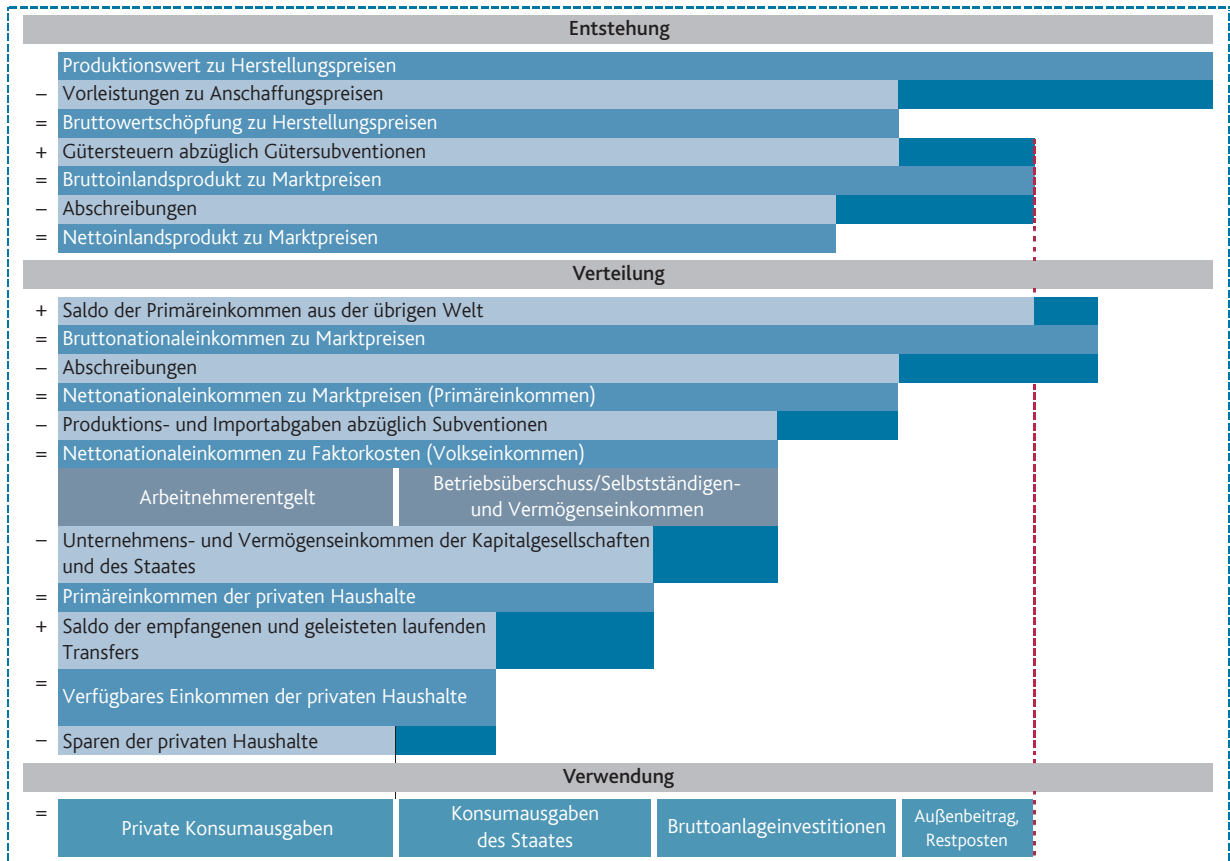 Entstehung
Produktionswert zu Herstellungspreisen
– Vorleistungen zu Anschaffungspreisen
= Bruttowertschöpfung zu Herstellungspreisen
+ Gütersteuern abzüglich Gütersubventionen
= Bruttoinlandsprodukt zu Marktpreisen
– Abschreibungen
= Nettoinlandsprodukt zu Marktpreisen
Verteilung
+ Saldo der Primäreinkommen aus der übrigen Welt
= Bruttonationaleinkommen zu Marktpreisen
– Abschreibungen
= Nettonationaleinkommen zu Marktpreisen (Primäreinkommen)
– Produktions- und Importabgaben abzüglich Subventionen
= Nettonationaleinkommen zu Faktorkosten (Volkseinkommen)
Arbeitnehmerentgelt
Betriebsüberschuss/Selbstständigen-
und Vermögenseinkommen
– Unternehmens- und Vermögenseinkommen der Kapitalgesellschaften
und des Staates
= Primäreinkommen der privaten Haushalte
+ Saldo der empfangenen und geleisteten laufenden
Transfers
= Verfügbares Einkommen der privaten Haushalte
– Sparen der privaten Haushalte
Verwendung
= Private Konsumausgaben
Konsumausgaben
des Staates
Bruttoanlageinvestitionen
Außenbeitrag,
Restposten